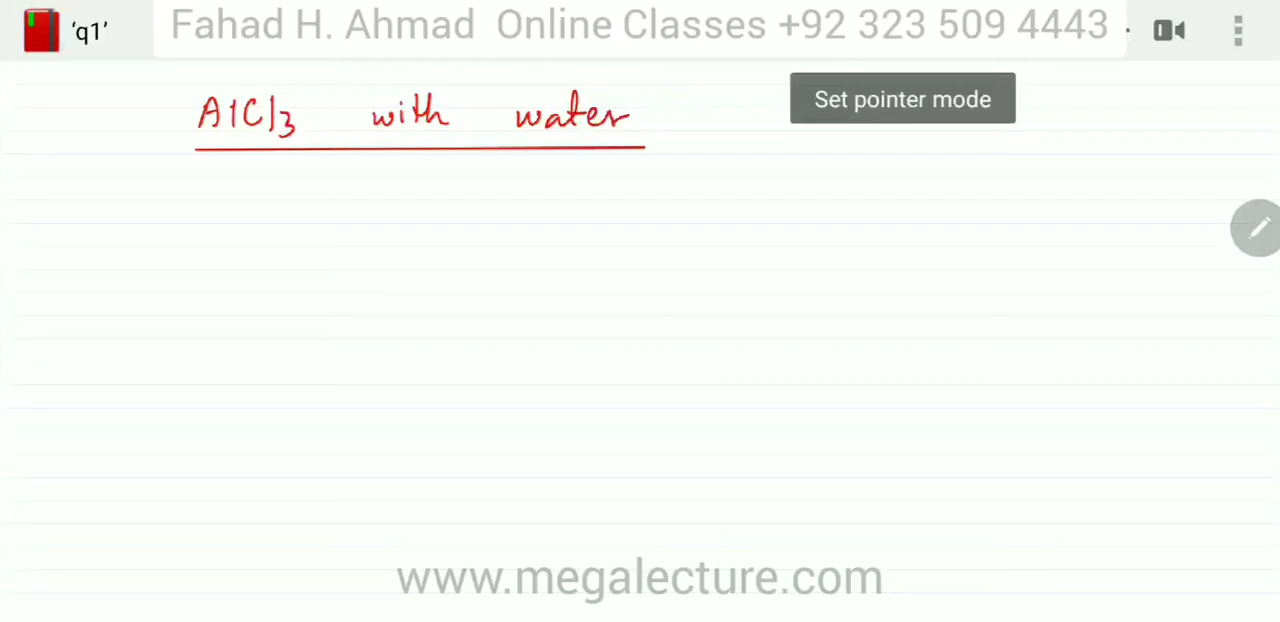 'q1'
Fahad H. Ahmad Online Classes +92 323 509 4443
Set pointer mode
AlCl3 with water
www.megalecture.com